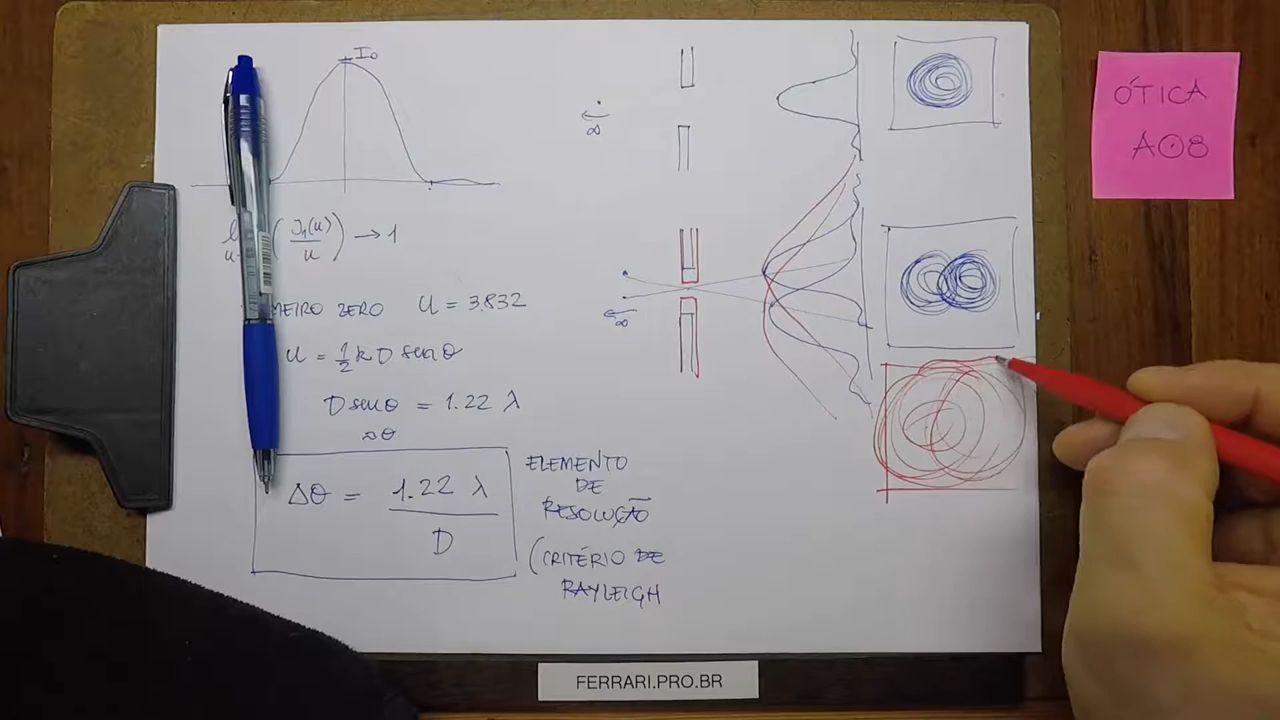 I₀
∞
(J₁(u)/u) → 1
ZERO u = 3.832
u = 1/2 k D senθ
D senθ = 1.22 λ
≈θ
Δθ = 1.22 λ / D
ELEMENTO
DE
RESOLUÇÃO
(CRITÉRIO DE
RAYLEIGH
∞
ÓTICA
A08
FERRARI.PRO.BR